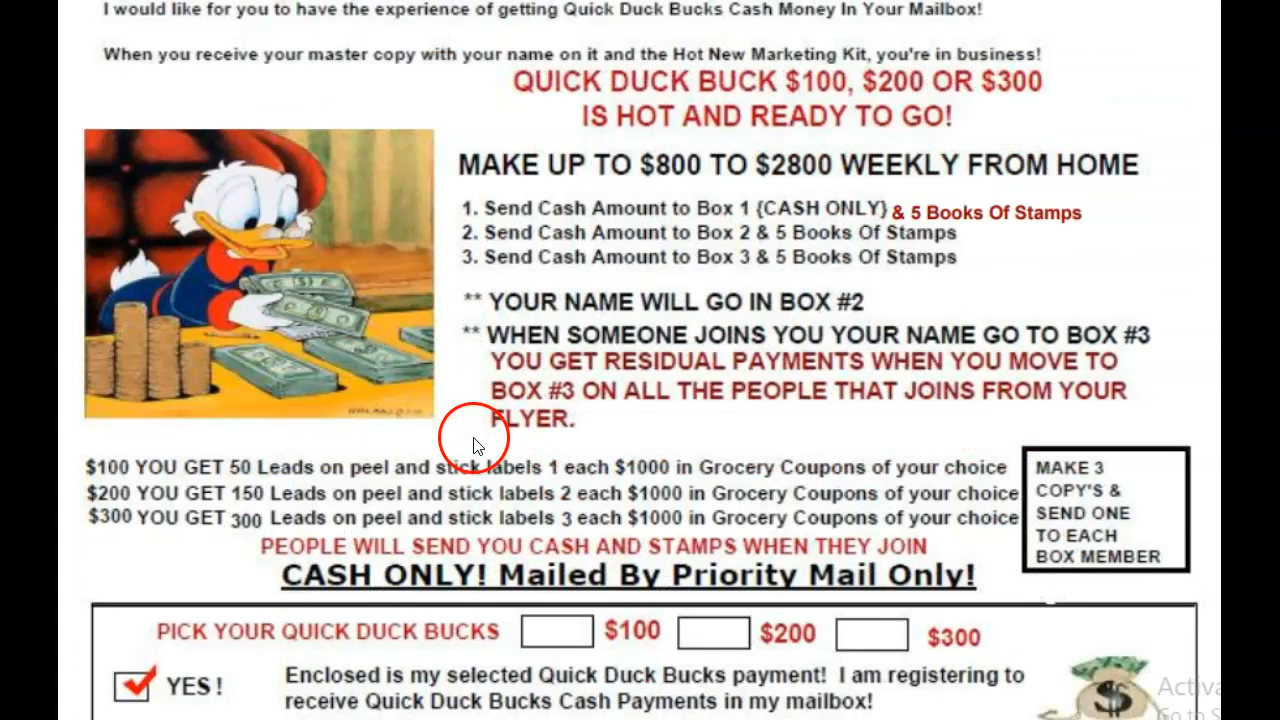 I would like for you to have the experience of getting Quick Duck Bucks Cash Money In Your Mailbox!
When you receive your master copy with your name on it and the Hot New Marketing Kit, you're in business!
QUICK DUCK BUCK $100, $200 OR $300
IS HOT AND READY TO GO!
MAKE UP TO $800 TO $2800 WEEKLY FROM HOME
1. Send Cash Amount to Box 1 {CASH ONLY} & 5 Books Of Stamps
2. Send Cash Amount to Box 2 & 5 Books Of Stamps
3. Send Cash Amount to Box 3 & 5 Books Of Stamps
** YOUR NAME WILL GO IN BOX #2
** WHEN SOMEONE JOINS YOU YOUR NAME GO TO BOX #3
YOU GET RESIDUAL PAYMENTS WHEN YOU MOVE TO
BOX #3 ON ALL THE PEOPLE THAT JOINS FROM YOUR
FLYER.
$100 YOU GET 50 Leads on peel and stick labels 1 each $1000 in Grocery Coupons of your choice
$200 YOU GET 150 Leads on peel and stick labels 2 each $1000 in Grocery Coupons of your choice
$300 YOU GET 300 Leads on peel and stick labels 3 each $1000 in Grocery Coupons of your choice
MAKE 3
COPY'S &
SEND ONE
TO EACH
BOX MEMBER
PEOPLE WILL SEND YOU CASH AND STAMPS WHEN THEY JOIN
CASH ONLY! Mailed By Priority Mail Only!
PICK YOUR QUICK DUCK BUCKS $100 $200 $300
YES! Enclosed is my selected Quick Duck Bucks payment! I am registering to
receive Quick Duck Bucks Cash Payments in my mailbox!